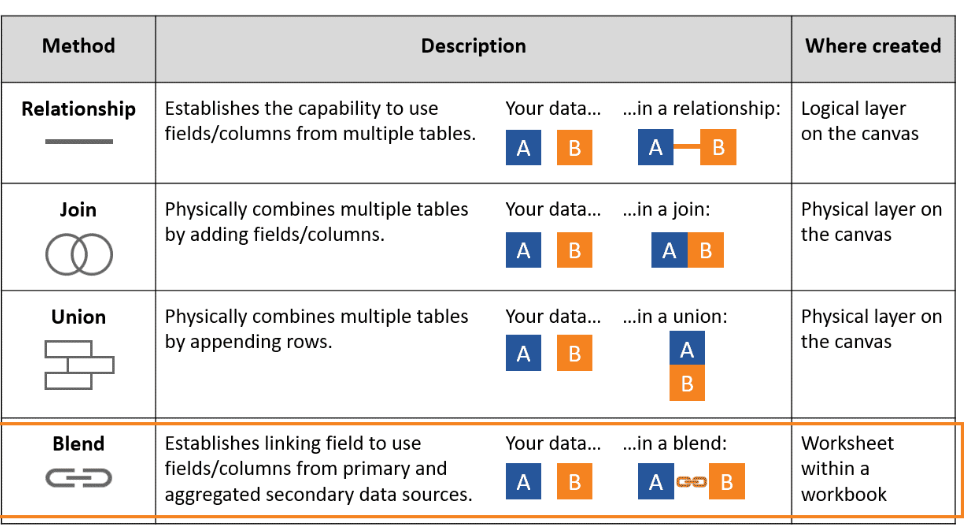 Method Description Where created
Relationship
Establishes the capability to use
fields/columns from multiple tables.
Your data... ...in a relationship:
A B A B
Logical layer
on the canvas
Join
Physically combines multiple tables
by adding fields/columns.
Your data... ...in a join:
A B A B
Physical layer on
the canvas
Union
Physically combines multiple tables
by appending rows.
Your data... ...in a union:
A B A
B
Physical layer on
the canvas
Blend
Establishes linking field to use
fields/columns from primary and
aggregated secondary data sources.
Your data... ...in a blend:
A B A B
Worksheet
within a
workbook